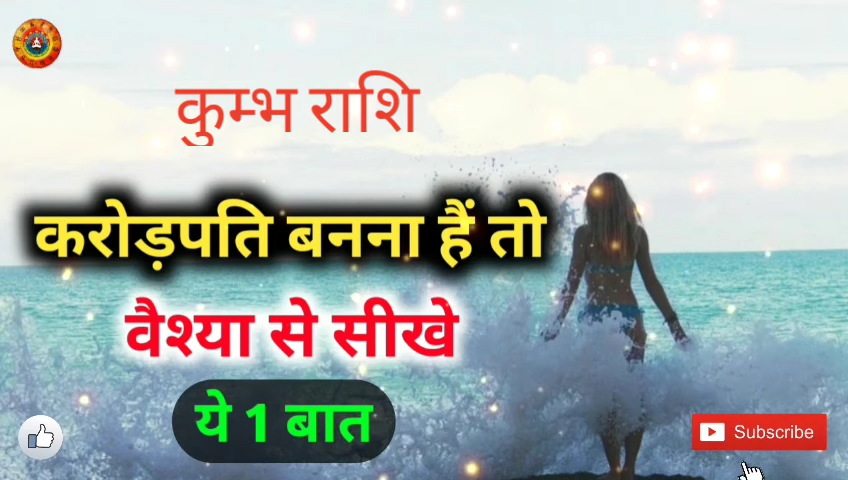 कुम्भ राशि
करोड़पति बनना हैं तो
वैश्या से सीखे
ये 1 बात
Subscribe